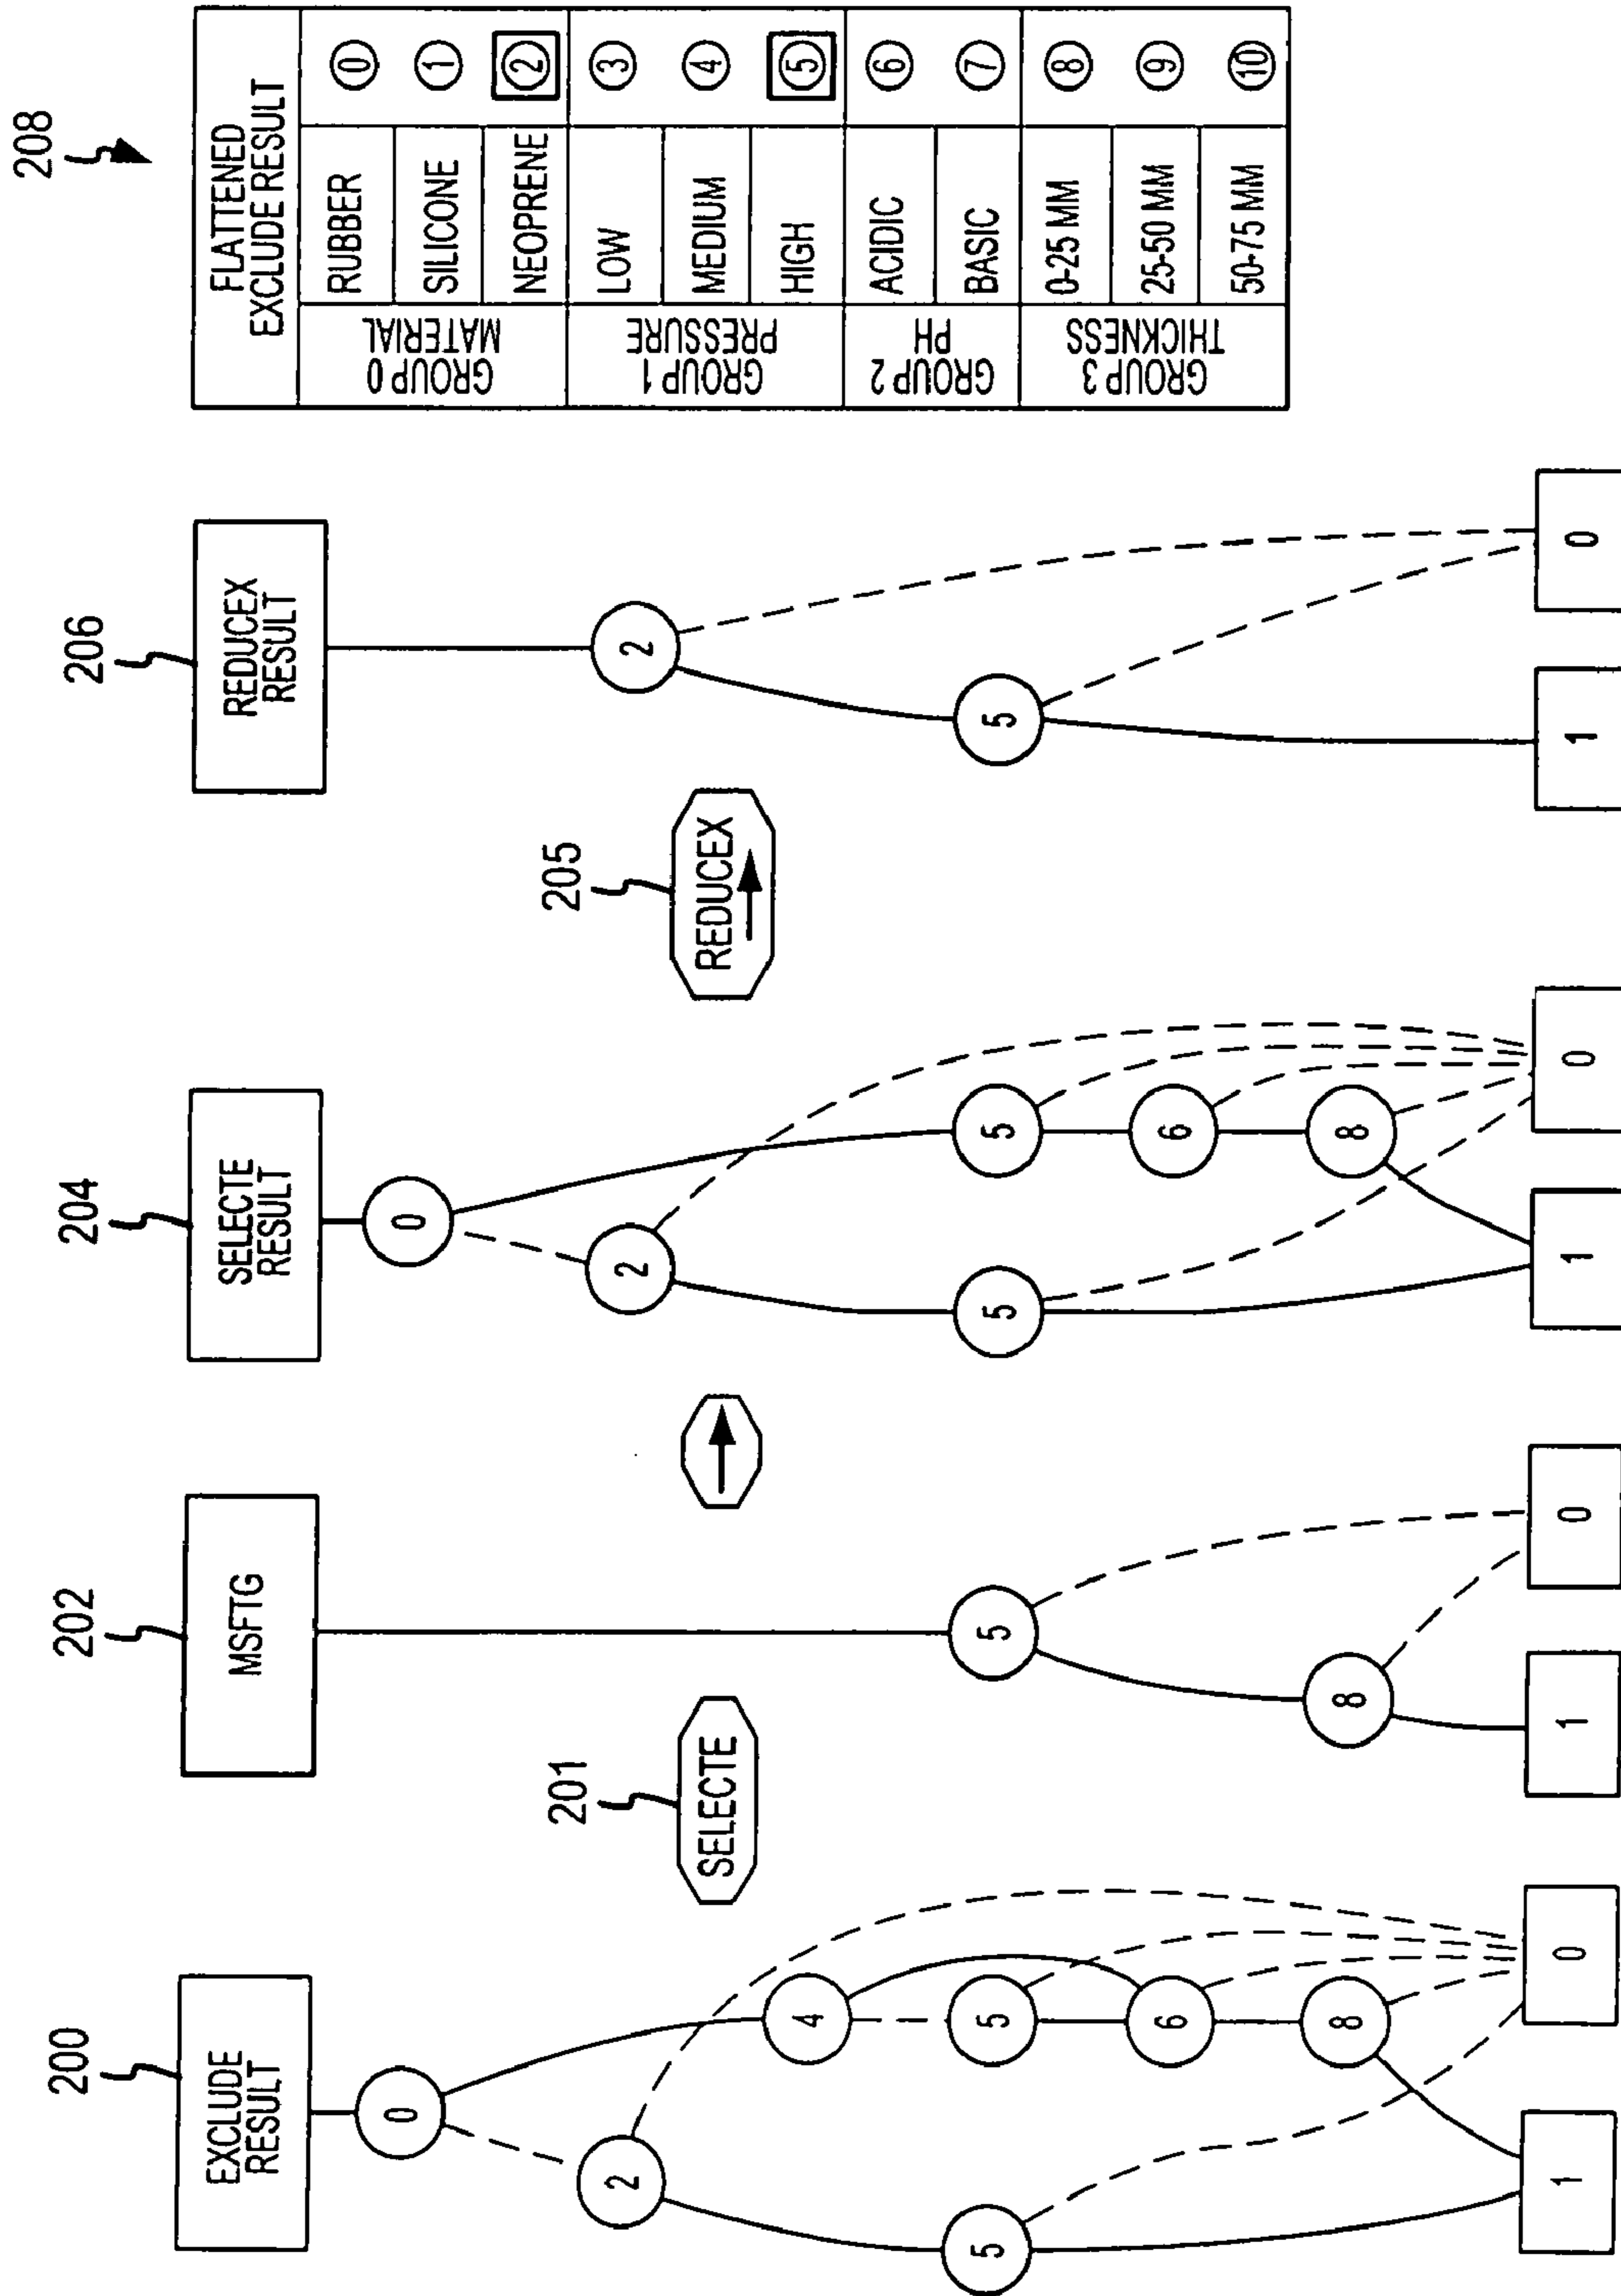 200
EXCLUDE
RESULT
0
2
4
5
5
6
8
1
0
201
SELECTE
202
MSFTG
5
8
1
0
204
SELECTE
RESULT
0
2
5
5
6
8
1
0
205
REDUCEX
206
REDUCEX
RESULT
2
5
1
0
208
FLATTENED
EXCLUDE RESULT
GROUP 0
MATERIAL
RUBBER 0
SILICONE 1
NEOPRENE 2
GROUP 1
PRESSURE
LOW 3
MEDIUM 4
HIGH 5
GROUP 2
PH
ACIDIC 6
BASIC 7
GROUP 3
THICKNESS
0-25 MM 8
25-50 MM 9
50-75 MM 10